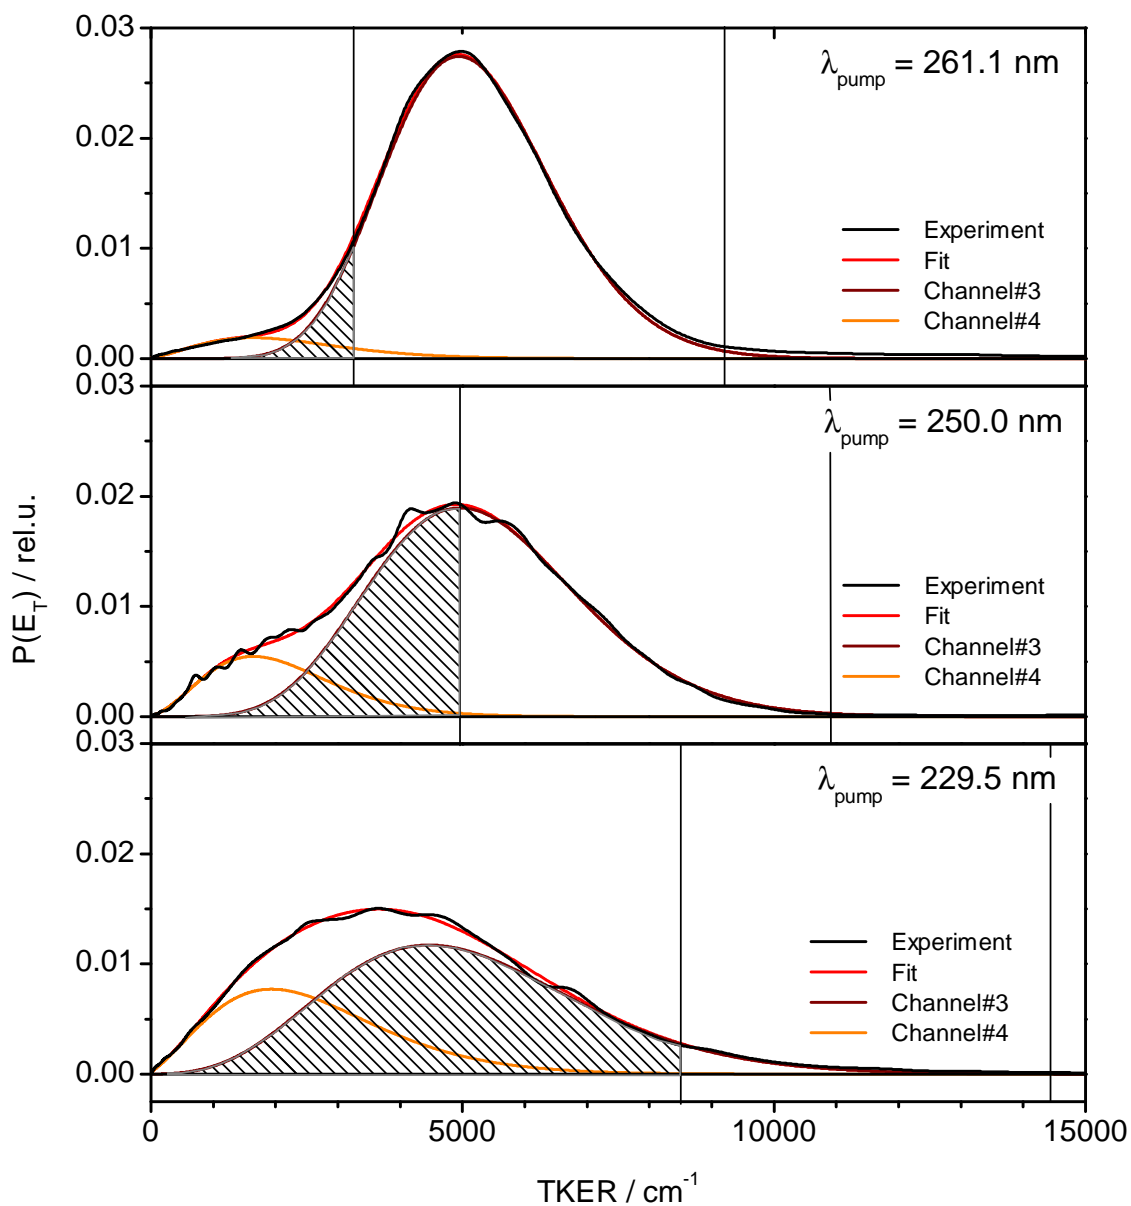 0.03
λpump = 261.1 nm
0.02
0.01
Experiment
Fit
Channel#3
Channel#4
0.00
0.03
λpump = 250.0 nm
0.02
P(ET) / rel.u.
0.01
Experiment
Fit
Channel#3
Channel#4
0.00
0.03
λpump = 229.5 nm
0.02
0.01
Experiment
Fit
Channel#3
Channel#4
0.00
0 5000 10000 15000
TKER / cm-1